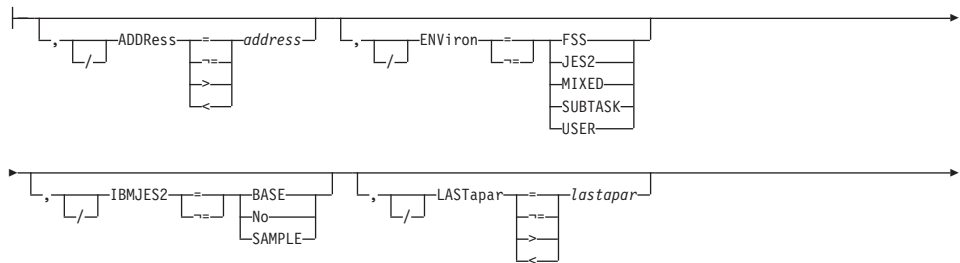 , ADDRess = address , ENViron = FSS
/ ¬= / ¬= JES2
> MIXED
< SUBTASK
USER
, IBMJES2 = BASE , LASTapar = lastapar
/ ¬= No / ¬=
SAMPLE >
<